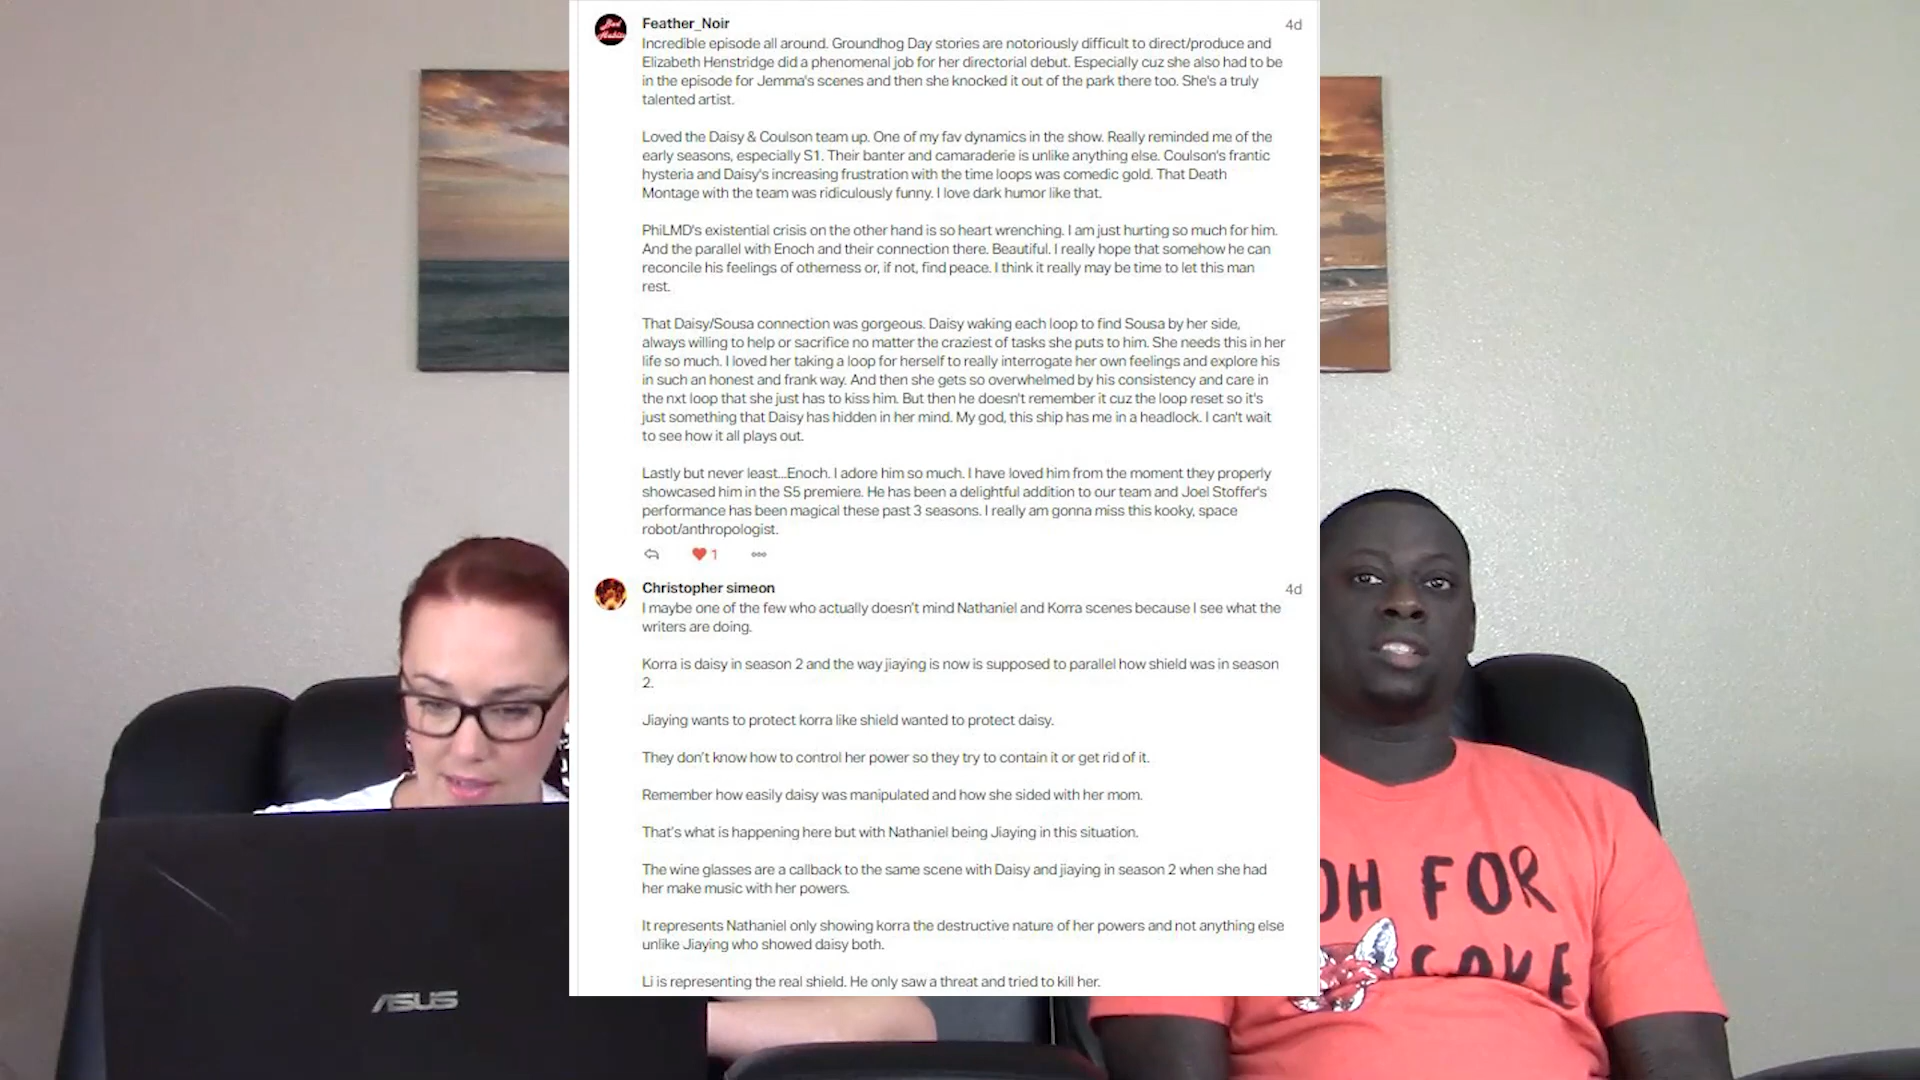 Feather_Noir
4d
Incredible episode all around. Groundhog Day stories are notoriously difficult to direct/produce and
Elizabeth Henstridge did a phenomenal job for her directorial debut. Especially cuz she also had to be
in the episode for Jemma's scenes and then she knocked it out of the park there too. She's a truly
talented artist.
Loved the Daisy & Coulson team up. One of my fav dynamics in the show. Really reminded me of the
early seasons, especially S1. Their banter and camaraderie is unlike anything else. Coulson's frantic
hysteria and Daisy's increasing frustration with the time loops was comedic gold. That Death
Montage with the team was ridiculously funny. I love dark humor like that.
PhiLMD's existential crisis on the other hand is so heart wrenching. I am just hurting so much for him.
And the parallel with Enoch and their connection there. Beautiful. I really hope that somehow he can
reconcile his feelings of otherness or, if not, find peace. I think it really may be time to let this man
rest.
That Daisy/Sousa connection was gorgeous. Daisy waking each loop to find Sousa by her side,
always willing to help or sacrifice no matter the craziest of tasks she puts to him. She needs this in her
life so much. I loved her taking a loop for herself to really interrogate her own feelings and explore his
in such an honest and frank way. And then she gets so overwhelmed by his consistency and care in
the nxt loop that she just has to kiss him. But then he doesn't remember it cuz the loop reset so it's
just something that Daisy has hidden in her mind. My god, this ship has me in a headlock. I can't wait
to see how it all plays out.
Lastly but never least...Enoch. I adore him so much. I have loved him from the moment they properly
showcased him in the S5 premiere. He has been a delightful addition to our team and Joel Stoffer's
performance has been magical these past 3 seasons. I really am gonna miss this kooky, space
robot/anthropologist.
1
Christopher simeon
4d
I maybe one of the few who actually doesn't mind Nathaniel and Korra scenes because I see what the
writers are doing.
Korra is daisy in season 2 and the way jiaying is now is supposed to parallel how shield was in season
2.
Jiaying wants to protect korra like shield wanted to protect daisy.
They don't know how to control her power so they try to contain it or get rid of it.
Remember how easily daisy was manipulated and how she sided with her mom.
That's what is happening here but with Nathaniel being Jiaying in this situation.
The wine glasses are a callback to the same scene with Daisy and jiaying in season 2 when she had
her make music with her powers.
It represents Nathaniel only showing korra the destructive nature of her powers and not anything else
unlike Jiaying who showed daisy both.
Li is representing the real shield. He only saw a threat and tried to kill her.
ASUS
OH FOR